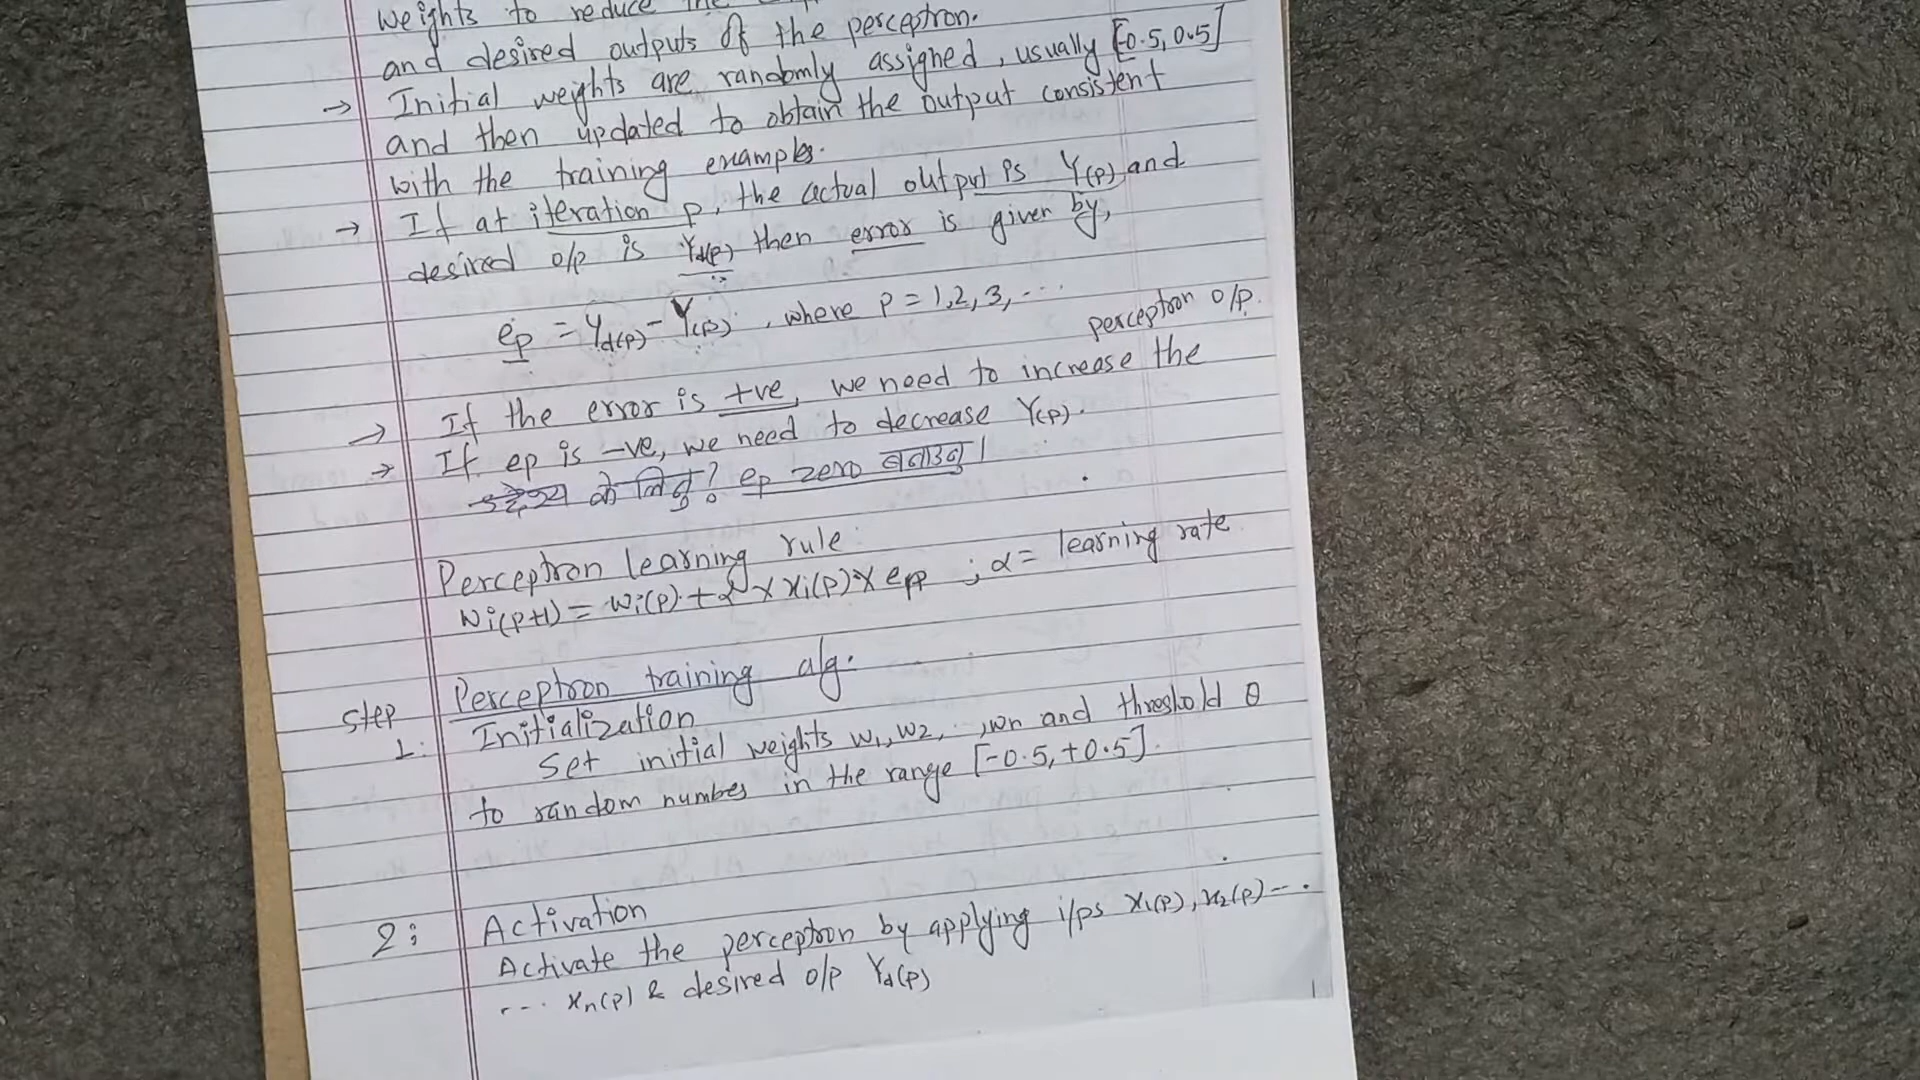 weights to reduce the
and desired outputs of the perceptron.
→ Initial weights are randomly assigned, usually [-0.5, 0.5]
and then updated to obtain the output consistent
with the training examples.
→ If at iteration p, the actual output is Y(p) and
desired o/p is Yd(p) then error is given by,
ep = Yd(p) - Y(p), where P = 1,2,3,...
perceptron o/p.
→ If the error is +ve, we need to increase the
→ If ep is -ve, we need to decrease Y(p).
उद्देश्य के लिनु? ep zero बनाउनु।
Perceptron learning rule:
Wi(p+1) = wi(p) + α × xi(p) × ep ; α = learning rate
Perceptron training alg.
Step 1: Initialization
Set initial weights w1, w2, ..., wn and threshold θ
to random numbes in the range [-0.5, +0.5].
2: Activation
Activate the perceptron by applying i/ps x1(p), x2(p) ---
--- xn(p) & desired o/p Yd(p)